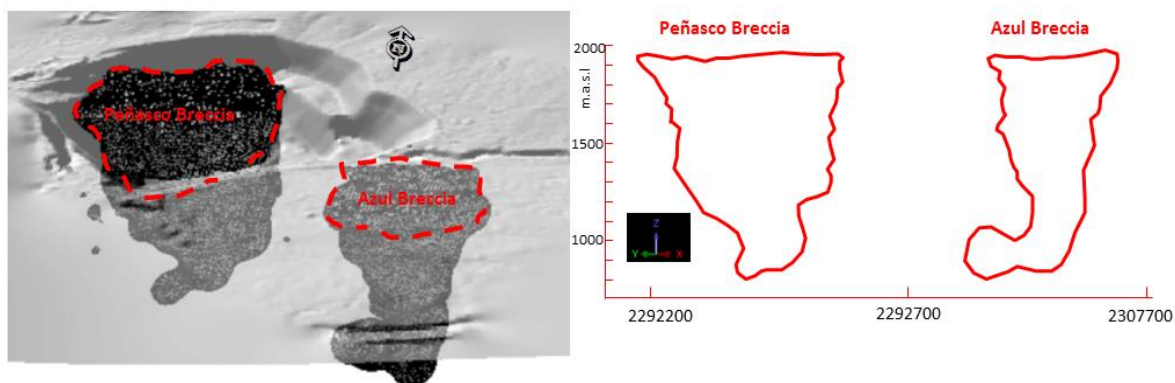 Peñasco Breccia
Azul Breccia
N
Peñasco Breccia
Azul Breccia
m.a.s.l
2000
1500
1000
Z
Y
X
2292200
2292700
2307700